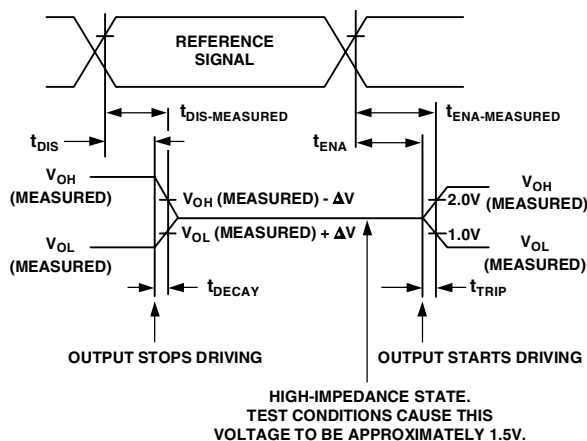 REFERENCE
SIGNAL
tDIS-MEASURED
tENA-MEASURED
tDIS
tENA
VOH
(MEASURED)
VOH (MEASURED) - ΔV
2.0V
VOH
(MEASURED)
VOL
(MEASURED)
VOL (MEASURED) + ΔV
1.0V
VOL
(MEASURED)
tDECAY
tTRIP
OUTPUT STOPS DRIVING
OUTPUT STARTS DRIVING
HIGH-IMPEDANCE STATE.
TEST CONDITIONS CAUSE THIS
VOLTAGE TO BE APPROXIMATELY 1.5V.